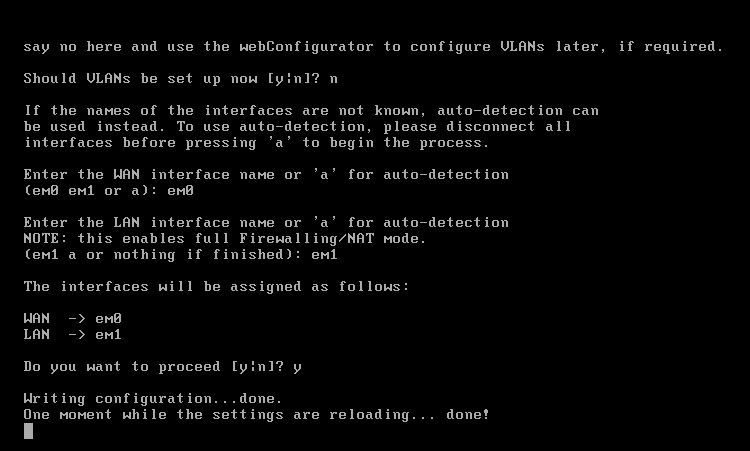 say no here and use the webConfigurator to configure VLANs later, if required.
Should VLANs be set up now [y|n]? n
If the names of the interfaces are not known, auto-detection can
be used instead. To use auto-detection, please disconnect all
interfaces before pressing 'a' to begin the process.
Enter the WAN interface name or 'a' for auto-detection
(em0 em1 or a): em0
Enter the LAN interface name or 'a' for auto-detection
NOTE: this enables full Firewalling/NAT mode.
(em1 a or nothing if finished): em1
The interfaces will be assigned as follows:
WAN  -> em0
LAN  -> em1
Do you want to proceed [y|n]? y
Writing configuration...done.
One moment while the settings are reloading... done!